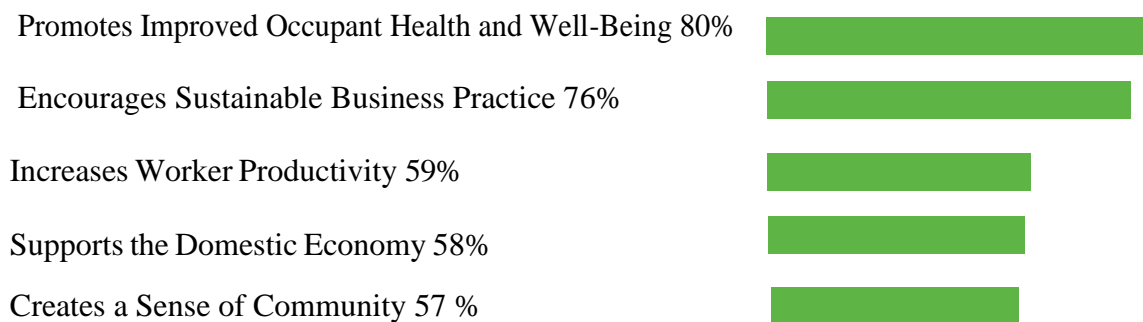 Promotes Improved Occupant Health and Well-Being 80%
Encourages Sustainable Business Practice 76%
Increases Worker Productivity 59%
Supports the Domestic Economy 58%
Creates a Sense of Community 57 %